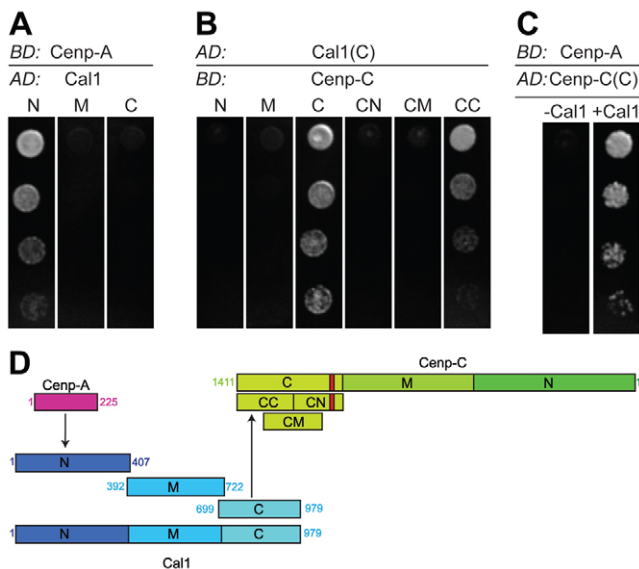 A
BD: Cenp-A
AD: Cal1
N M C
B
AD: Cal1(C)
BD: Cenp-C
N M C CN CM CC
C
BD: Cenp-A
AD: Cenp-C(C)
-Cal1 +Cal1
D
Cenp-A
1 225
Cenp-C
1411 C M N 1
CC CN
CM
1 N 407
392 M 722
699 C 979
1 N M C 979
Cal1